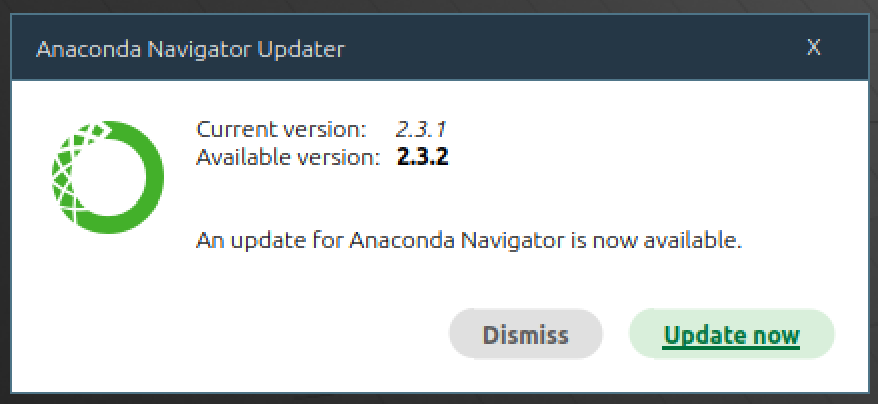 Anaconda Navigator Updater X
Current version: 2.3.1
Available version: 2.3.2
An update for Anaconda Navigator is now available.
Dismiss Update now